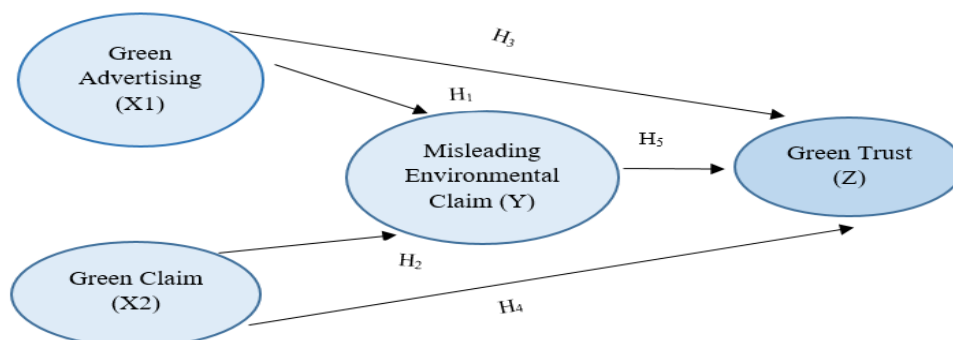 Green
Advertising
(X1)
H₃
H₁
Misleading
Environmental
Claim (Y)
H₅
Green Trust
(Z)
Green Claim
(X2)
H₂
H₄